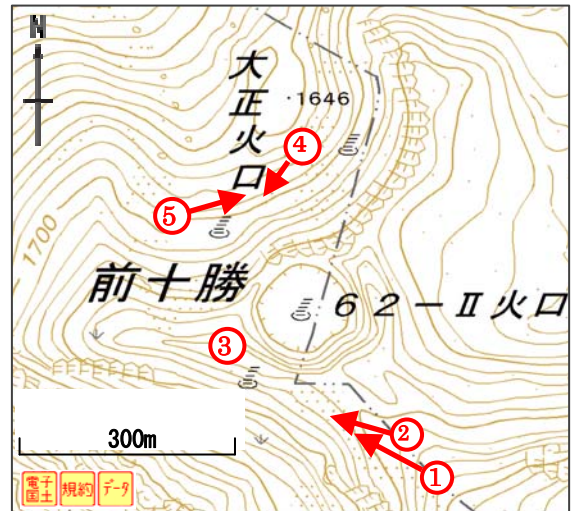 N
大正火口
1646
④
⑤
1700
前十勝
62-Ⅱ火口
③
②
①
300m
電子国土
規約
データ